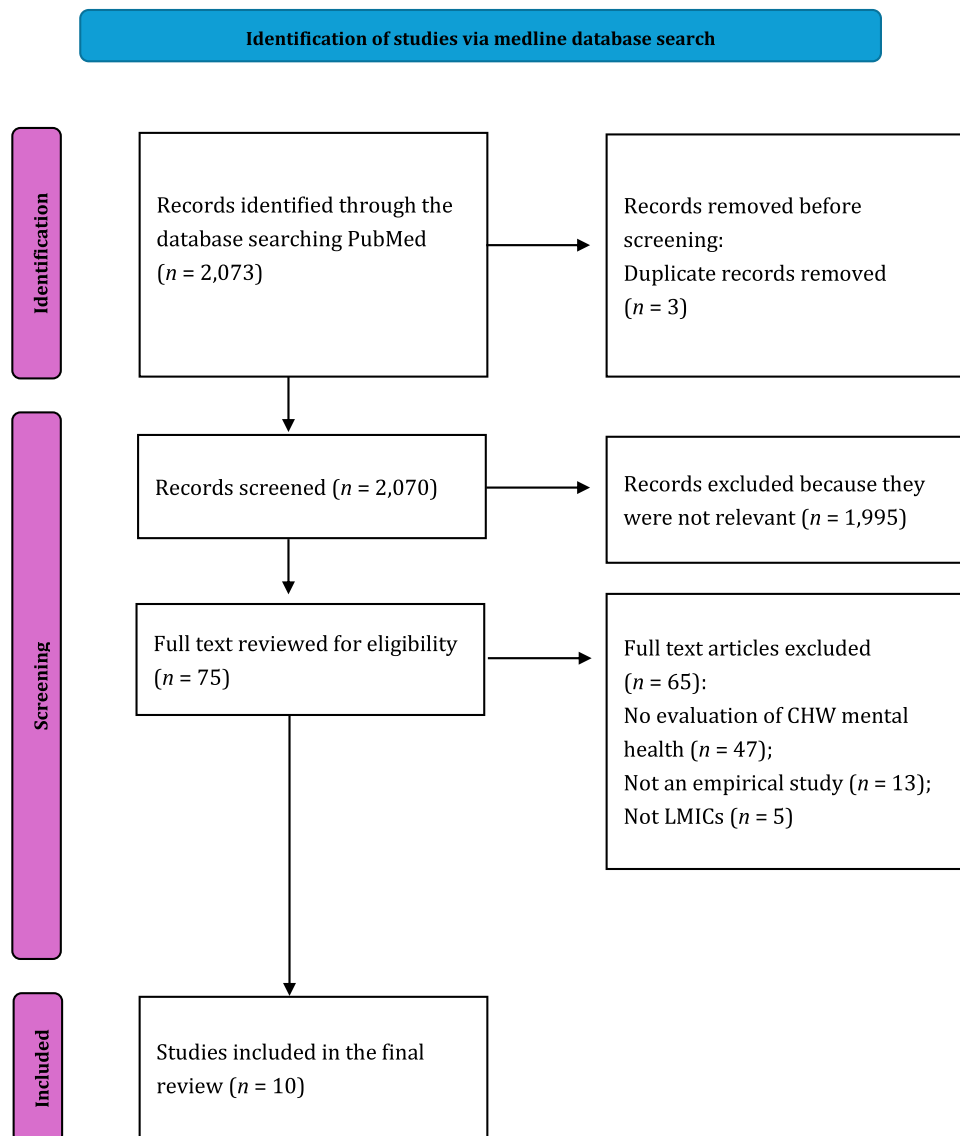 Identification of studies via medline database search
Identification
Records identified through the
database searching PubMed
(n = 2,073)
Records removed before
screening:
Duplicate records removed
(n = 3)
Screening
Records screened (n = 2,070)
Records excluded because they
were not relevant (n = 1,995)
Full text reviewed for eligibility
(n = 75)
Full text articles excluded
(n = 65):
No evaluation of CHW mental
health (n = 47);
Not an empirical study (n = 13);
Not LMICs (n = 5)
Included
Studies included in the final
review (n = 10)